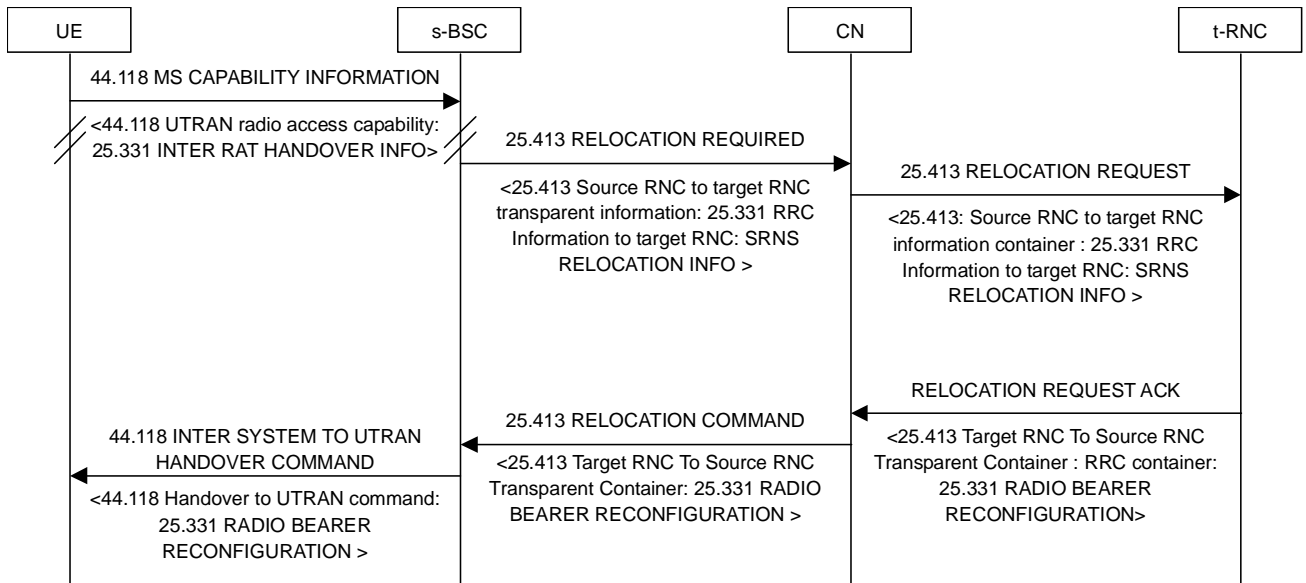 UE
s-BSC
CN
t-RNC
44.118 MS CAPABILITY INFORMATION
<44.118 UTRAN radio access capability:
25.331 INTER RAT HANDOVER INFO>
25.413 RELOCATION REQUIRED
<25.413 Source RNC to target RNC
transparent information: 25.331 RRC
Information to target RNC: SRNS
RELOCATION INFO >
25.413 RELOCATION REQUEST
<25.413: Source RNC to target RNC
information container : 25.331 RRC
Information to target RNC: SRNS
RELOCATION INFO >
RELOCATION REQUEST ACK
<25.413 Target RNC To Source RNC
Transparent Container : RRC container:
25.331 RADIO BEARER
RECONFIGURATION>
25.413 RELOCATION COMMAND
<25.413 Target RNC To Source RNC
Transparent Container: 25.331 RADIO
BEARER RECONFIGURATION >
44.118 INTER SYSTEM TO UTRAN
HANDOVER COMMAND
<44.118 Handover to UTRAN command:
25.331 RADIO BEARER
RECONFIGURATION >